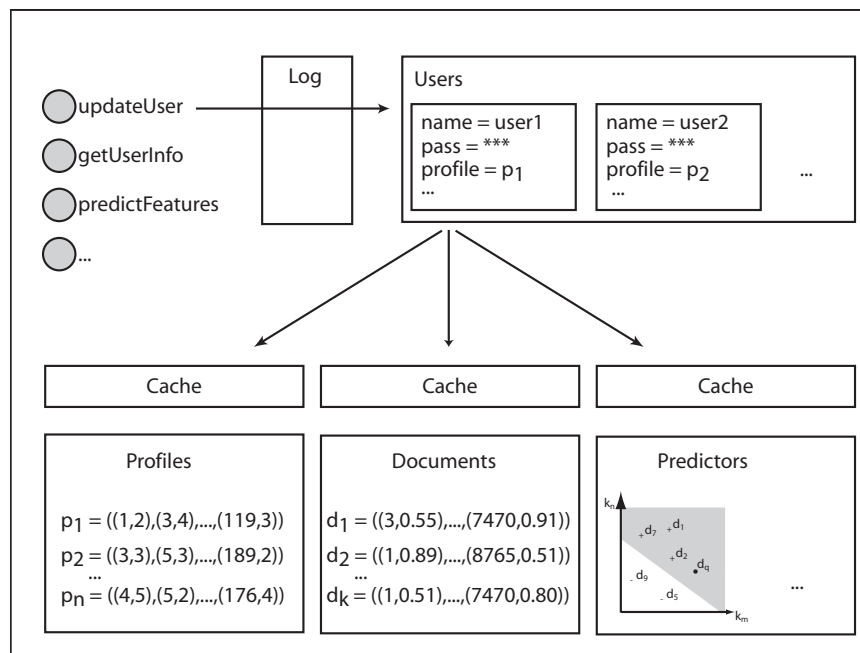 Log
Users
updateUser
getUserInfo
predictFeatures
...
name = user1
pass = ***
profile = p1
...
name = user2
pass = ***
profile = p2
...
...
Cache
Cache
Cache
Profiles
p1 = ((1,2),(3,4),...,(119,3))
p2 = ((3,3),(5,3),...,(189,2))
...
pn = ((4,5),(5,2),...,(176,4))
Documents
d1 = ((3,0.55),...,(7470,0.91))
d2 = ((1,0.89),...,(8765,0.51))
...
dk = ((1,0.51),...,(7470,0.80))
Predictors
kn
+d7
+d1
+d2
dq
-d9
-d5
km
...